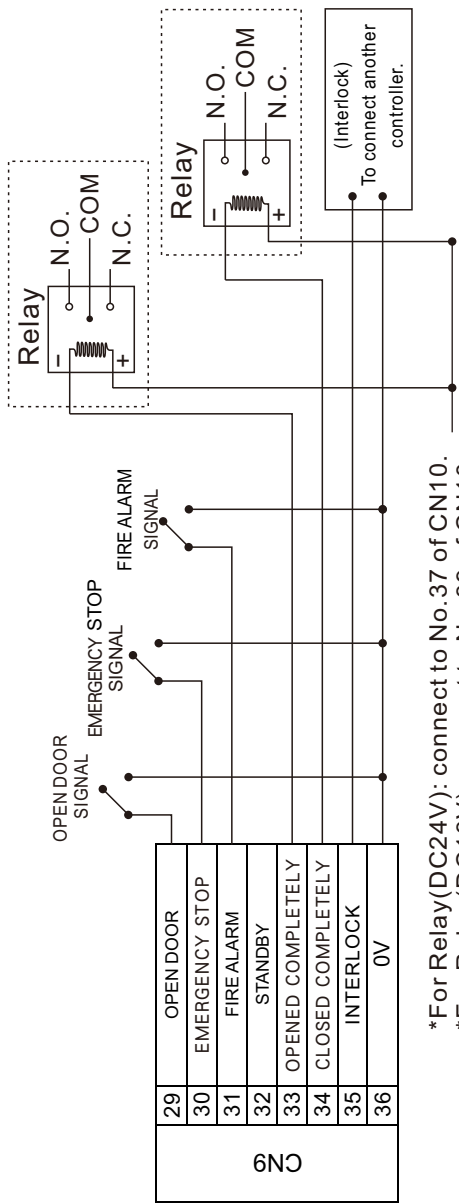 CN9
29 OPEN DOOR
30 EMERGENCY STOP
31 FIRE ALARM
32 STANDBY
33 OPENED COMPLETELY
34 CLOSED COMPLETELY
35 INTERLOCK
36 0V
OPEN DOOR
SIGNAL
EMERGENCY STOP
SIGNAL
FIRE ALARM
SIGNAL
Relay
−
+
N.O.
COM
N.C.
Relay
−
+
N.O.
COM
N.C.
(Interlock)
To connect another
controller.
*For Relay(DC24V): connect to No.37 of CN10.